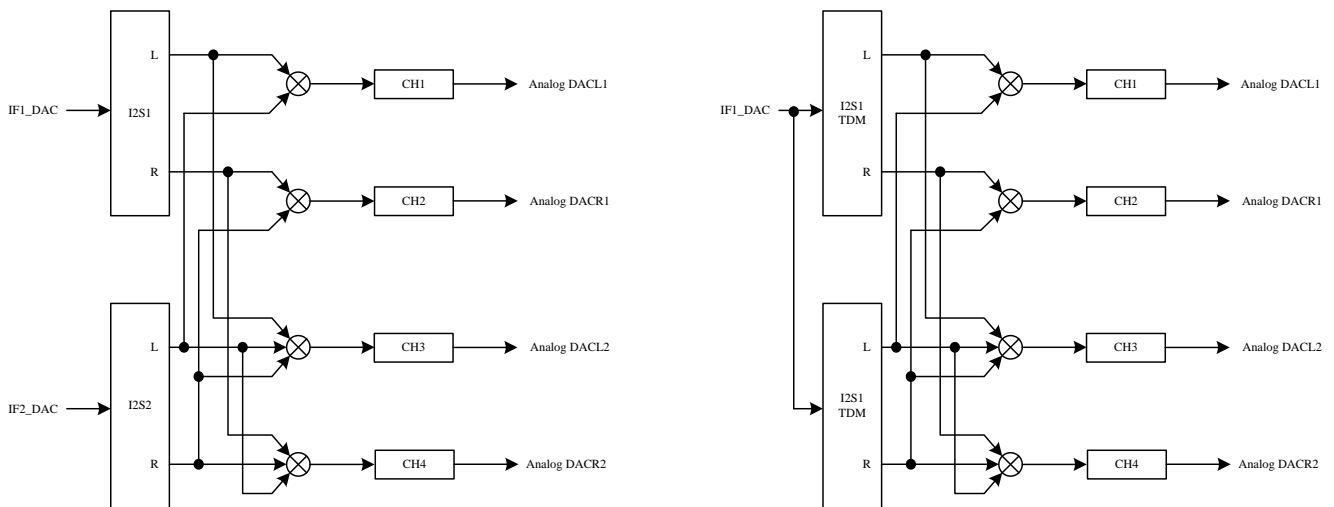 L
CH1
Analog DACL1
IF1_DAC
I2S1
R
CH2
Analog DACR1
L
CH3
Analog DACL2
IF2_DAC
I2S2
R
CH4
Analog DACR2
L
CH1
Analog DACL1
IF1_DAC
I2S1
TDM
R
CH2
Analog DACR1
L
CH3
Analog DACL2
I2S1
TDM
R
CH4
Analog DACR2